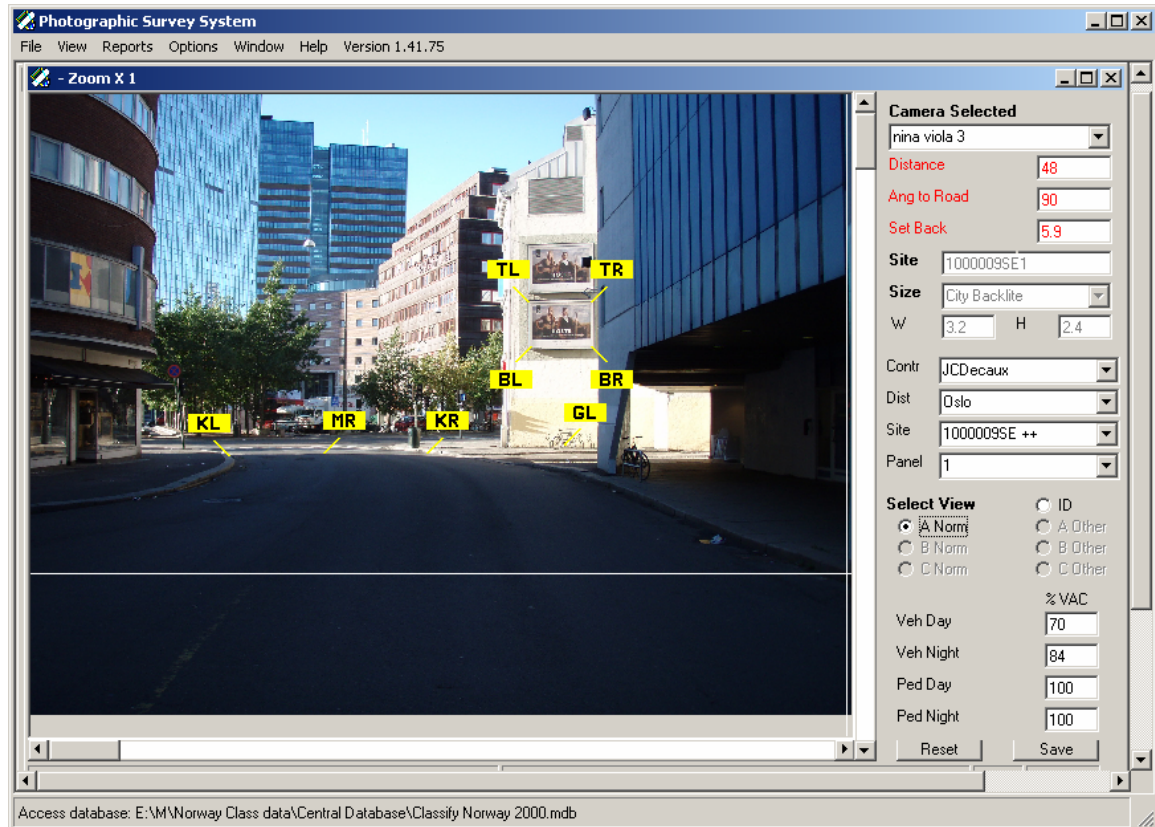 Photographic Survey System
File View Reports Options Window Help Version 1.41.75
- Zoom X 1
TL TR
BL BR
KL MR KR GL
Camera Selected
nina viola 3
Distance 48
Ang to Road 90
Set Back 5.9
Site 1000009SE1
Size City Backlite
W 3.2 H 2.4
Contr JCDecaux
Dist Oslo
Site 1000009SE ++
Panel 1
Select View ID
A Norm A Other
B Norm B Other
C Norm C Other
% VAC
Veh Day 70
Veh Night 84
Ped Day 100
Ped Night 100
Reset Save
Access database: E:\M\Norway Class data\Central Database\Classify Norway 2000.mdb